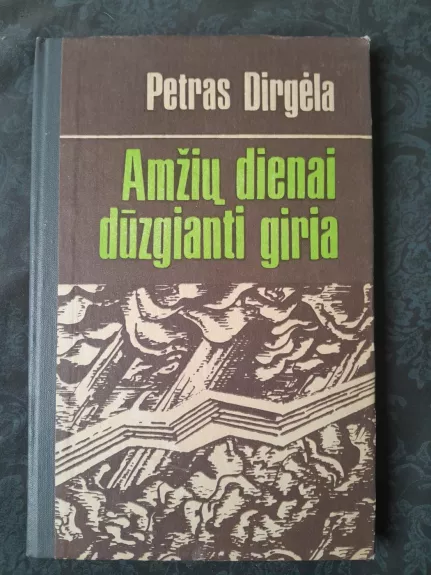 Petras Dirgėla
Amžių dienai
dūzgianti giria